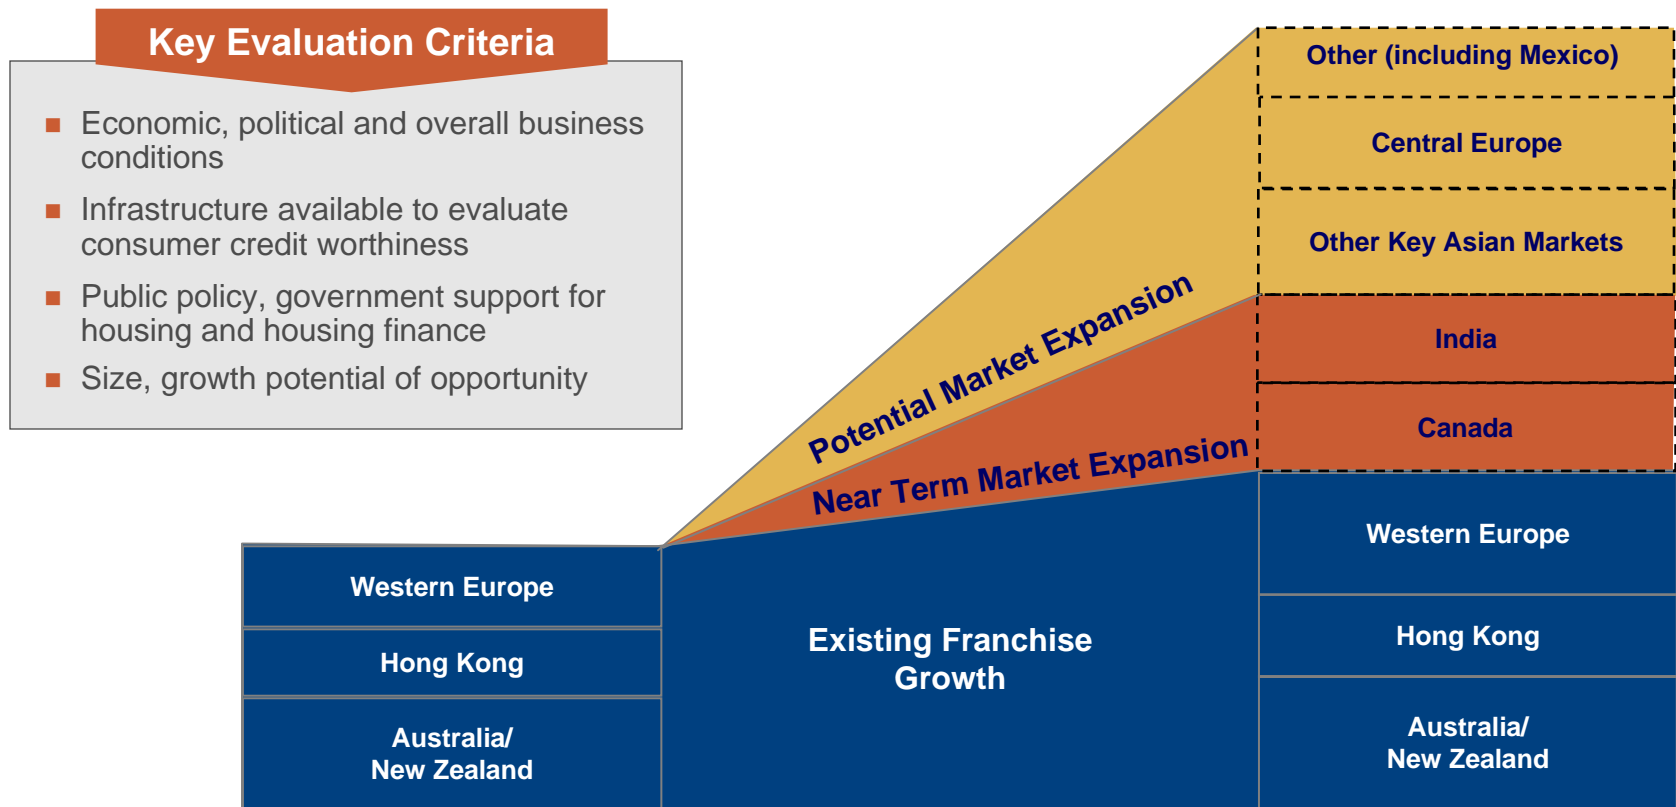 Key Evaluation Criteria
Economic, political and overall business
conditions
Infrastructure available to evaluate
consumer credit worthiness
Public policy, government support for
housing and housing finance
Size, growth potential of opportunity
Other (including Mexico)
Central Europe
Other Key Asian Markets
India
Canada
Potential Market Expansion
Near Term Market Expansion
Western Europe
Hong Kong
Australia/
New Zealand
Existing Franchise
Growth
Western Europe
Hong Kong
Australia/
New Zealand